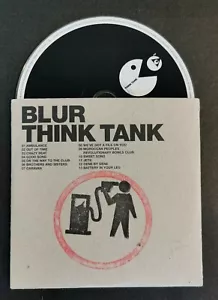 BLUR
THINK TANK
01 AMBULANCE
02 OUT OF TIME
03 CRAZY BEAT
04 GOOD SONG
05 ON THE WAY TO THE CLUB
06 BROTHERS AND SISTERS
07 CARAVAN
08 WE'VE GOT A FILE ON YOU
09 MOROCCAN PEOPLES
REVOLUTIONARY BOWLS CLUB
10 SWEET SONG
11 JETS
12 GENE BY GENE
13 BATTERY IN YOUR LEG